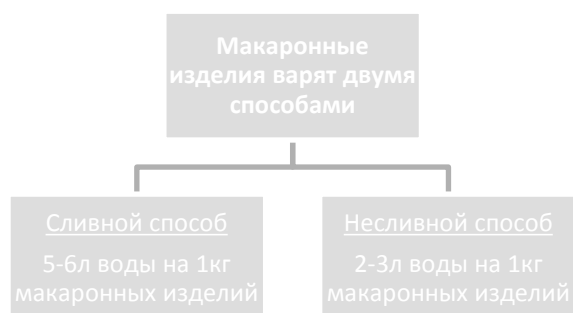 Макаронные
изделия варят двумя
способами
Сливной способ
5-6л воды на 1кг
макаронных изделий
Несливной способ
2-3л воды на 1кг
макаронных изделий